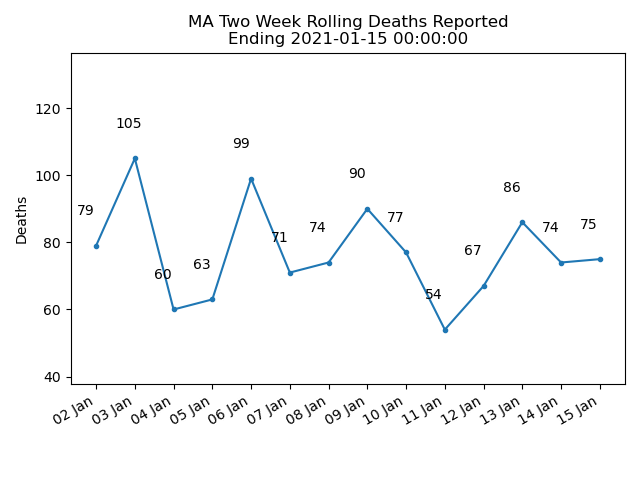 MA Two Week Rolling Deaths Reported
Ending 2021-01-15 00:00:00
Deaths
120
100
80
60
40
79
105
60
63
99
71
74
90
77
54
67
86
74
75
02 Jan
03 Jan
04 Jan
05 Jan
06 Jan
07 Jan
08 Jan
09 Jan
10 Jan
11 Jan
12 Jan
13 Jan
14 Jan
15 Jan